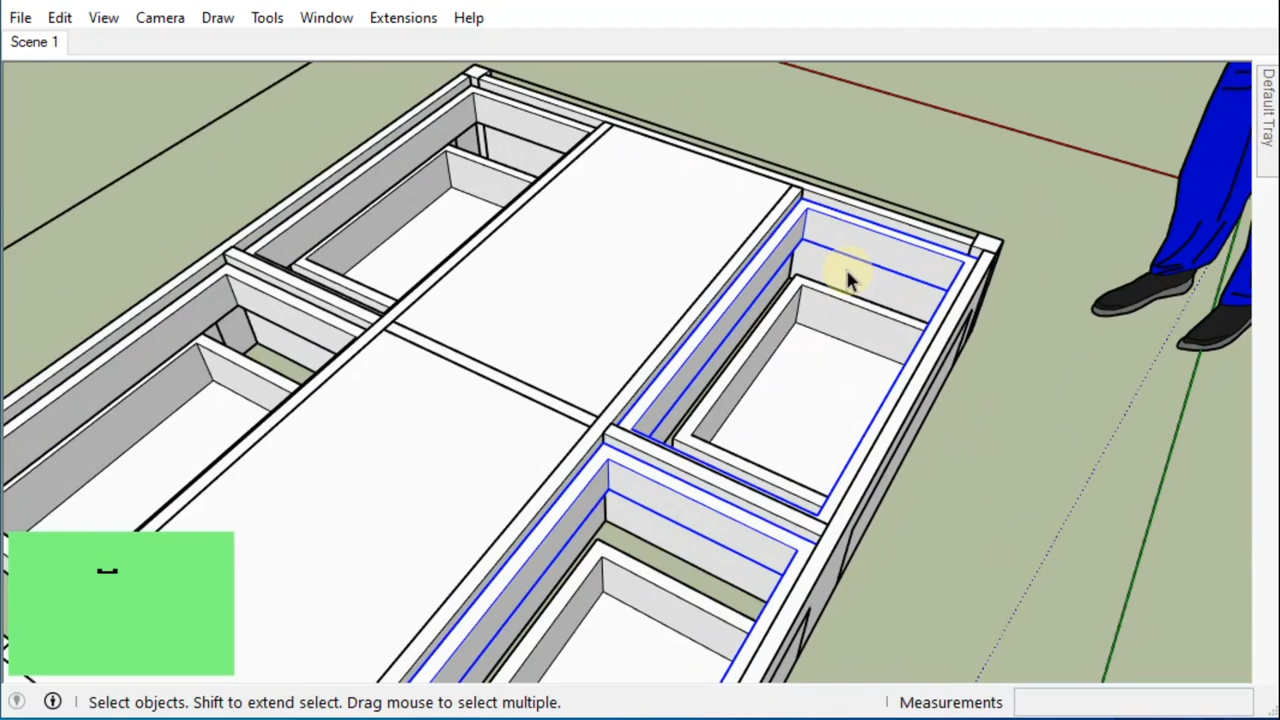 File Edit View Camera Draw Tools Window Extensions Help
Scene 1
Default Tray
Select objects. Shift to extend select. Drag mouse to select multiple.
Measurements